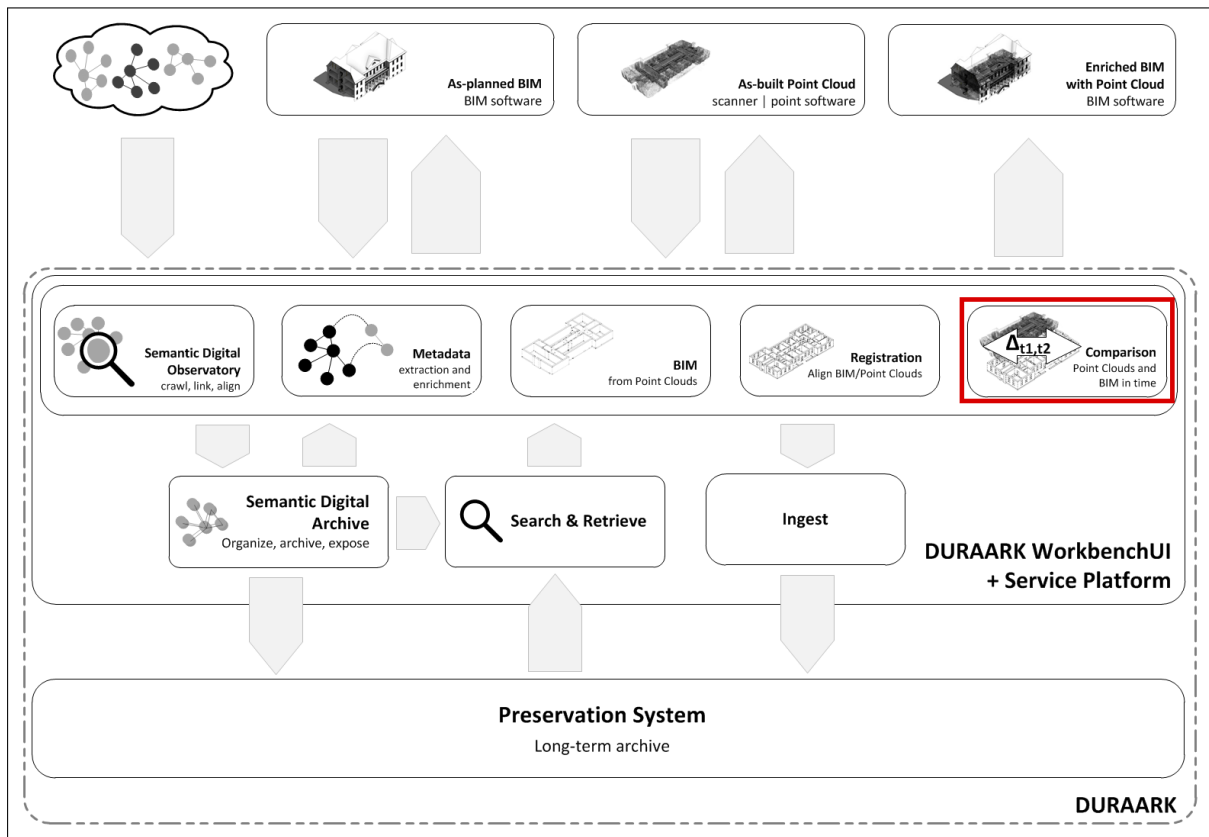 As-planned BIM
BIM software
As-built Point Cloud
scanner | point software
Enriched BIM
with Point Cloud
BIM software
Semantic Digital
Observatory
crawl, link, align
Metadata
extraction and
enrichment
BIM
from Point Clouds
Registration
Align BIM/Point Clouds
Δt1,t2
Comparison
Point Clouds and
BIM in time
Semantic Digital
Archive
Organize, archive, expose
Search & Retrieve
Ingest
DURAARK WorkbenchUI
+ Service Platform
Preservation System
Long-term archive
DURAARK